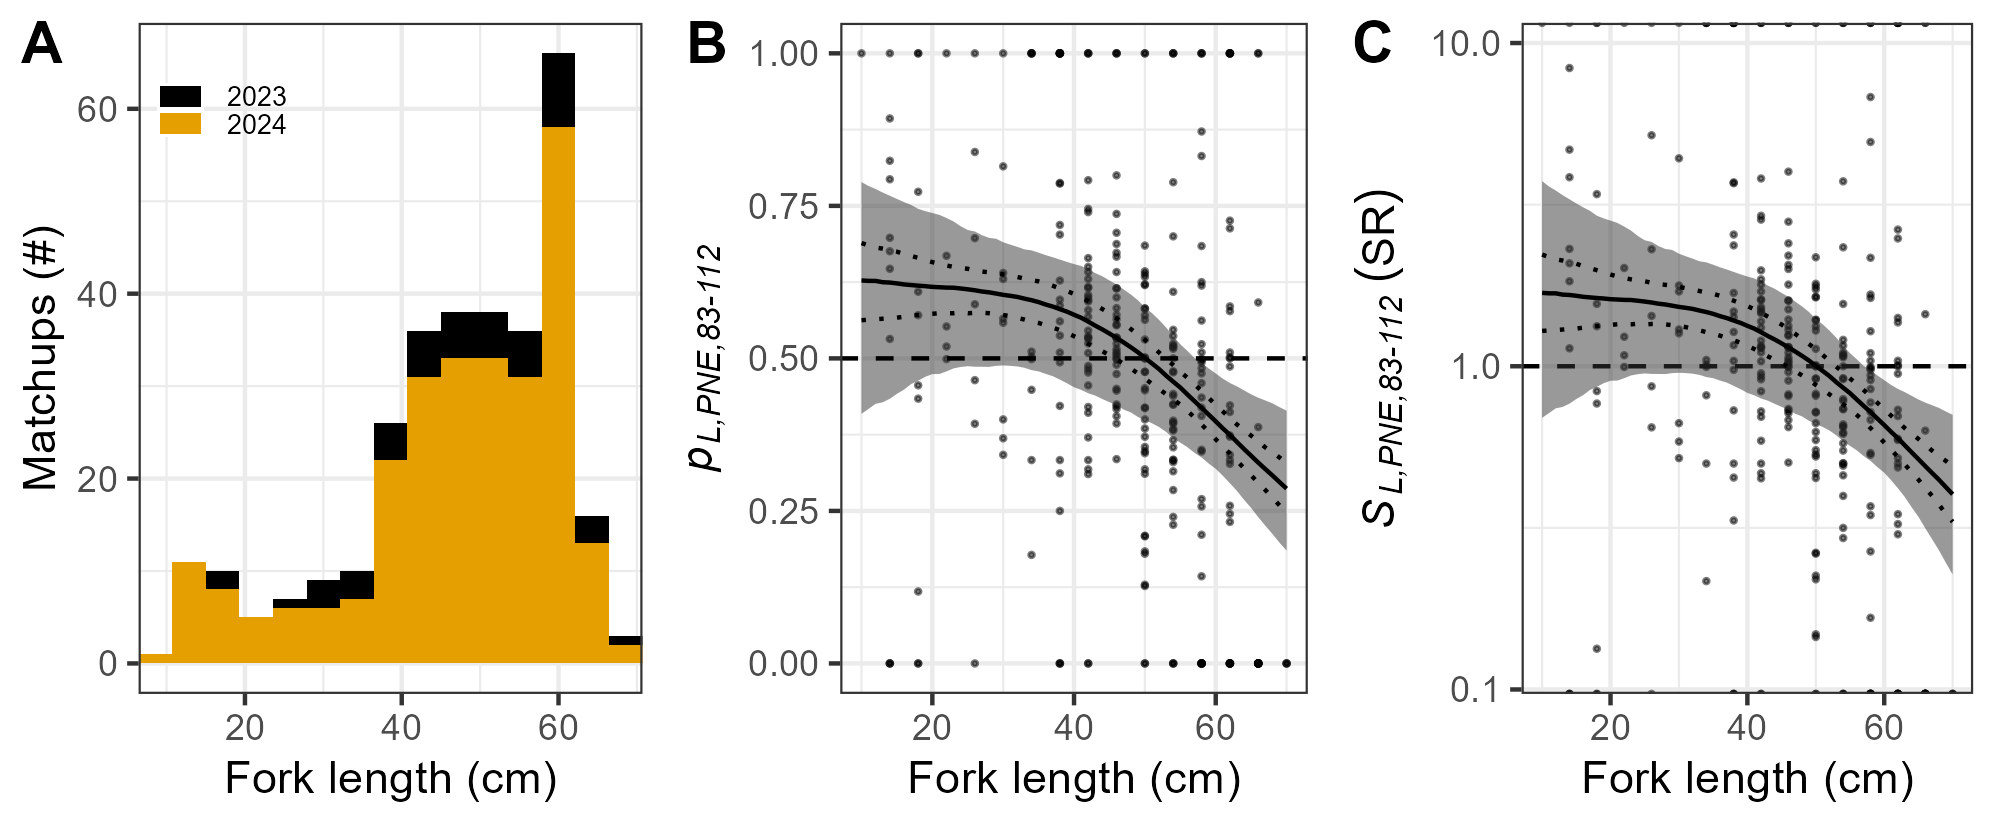 A
2023
2024
60
40
20
0
20 40 60
Fork length (cm)
Matchups (#)
B
1.00
0.75
0.50
0.25
0.00
20 40 60
Fork length (cm)
p L,PNE,83-112
C
10.0
1.0
0.1
20 40 60
Fork length (cm)
S L,PNE,83-112 (SR)